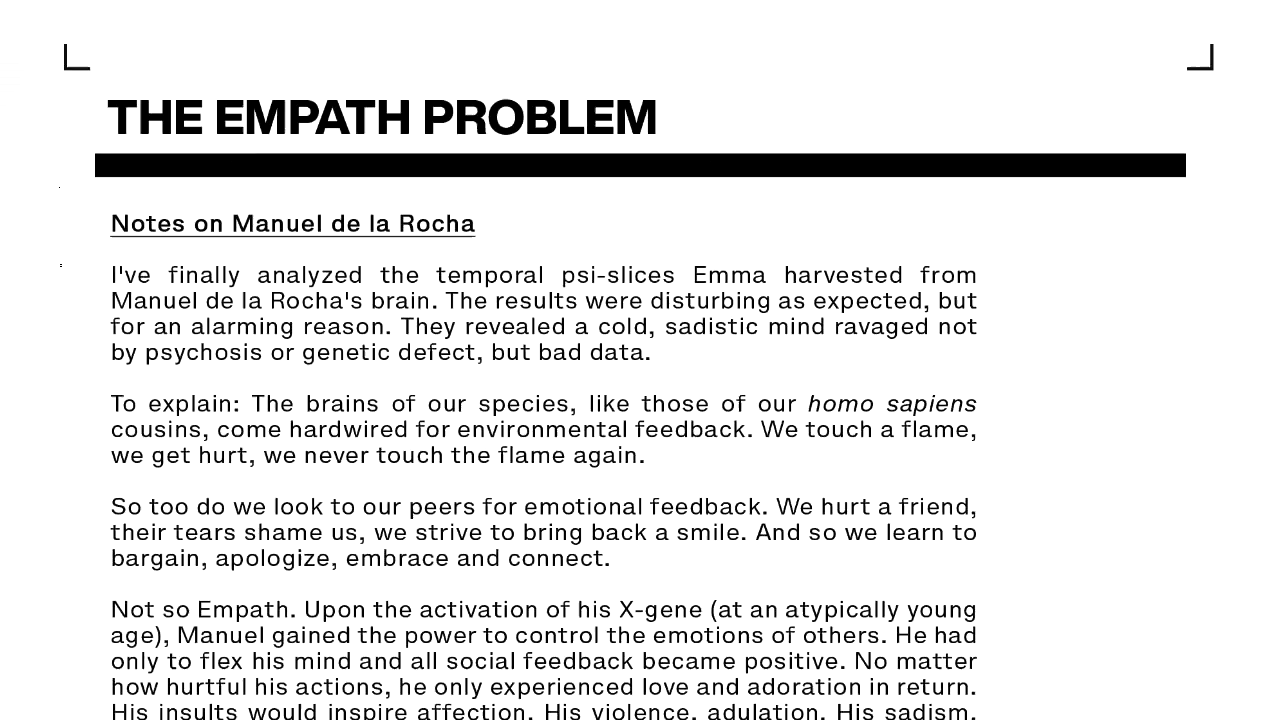 THE EMPATH PROBLEM
Notes on Manuel de la Rocha
I've finally analyzed the temporal psi-slices Emma harvested from
Manuel de la Rocha's brain. The results were disturbing as expected, but
for an alarming reason. They revealed a cold, sadistic mind ravaged not
by psychosis or genetic defect, but bad data.
To explain: The brains of our species, like those of our homo sapiens
cousins, come hardwired for environmental feedback. We touch a flame,
we get hurt, we never touch the flame again.
So too do we look to our peers for emotional feedback. We hurt a friend,
their tears shame us, we strive to bring back a smile. And so we learn to
bargain, apologize, embrace and connect.
Not so Empath. Upon the activation of his X-gene (at an atypically young
age), Manuel gained the power to control the emotions of others. He had
only to flex his mind and all social feedback became positive. No matter
how hurtful his actions, he only experienced love and adoration in return.
His insults would inspire affection. His violence, adulation. His sadism,